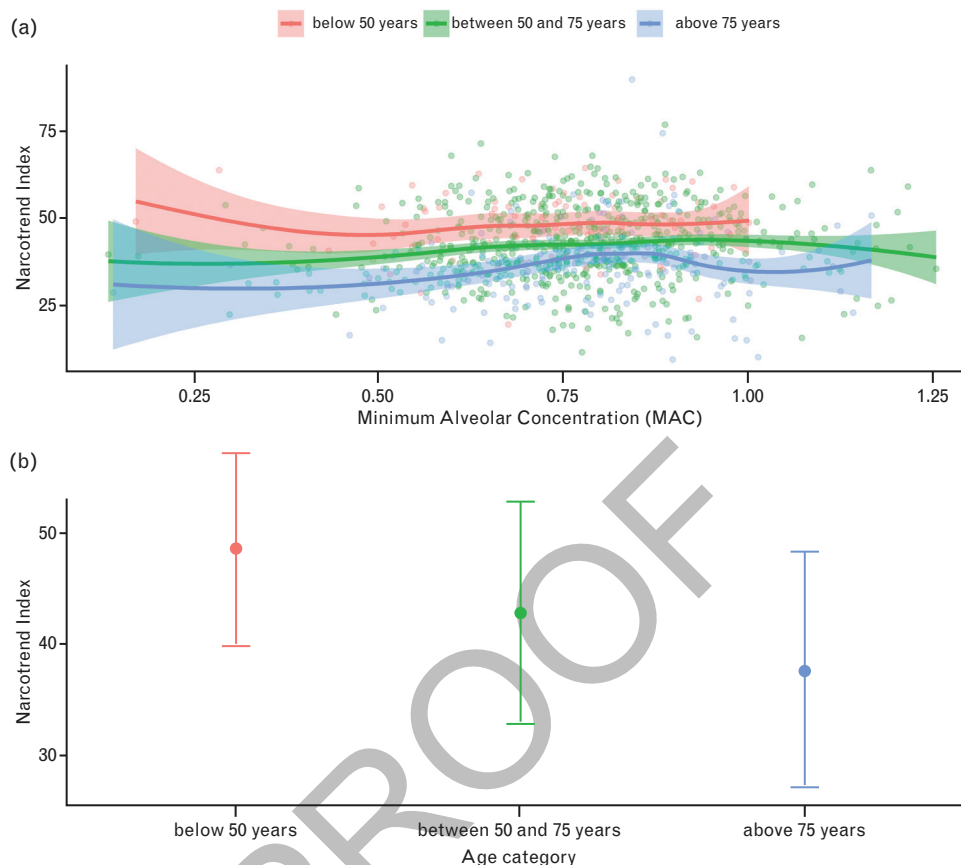 (a)
below 50 years between 50 and 75 years above 75 years
Narcotrend Index
75
50
25
0.25 0.50 0.75 1.00 1.25
Minimum Alveolar Concentration (MAC)
(b)
Narcotrend Index
50
40
30
below 50 years between 50 and 75 years above 75 years
Age category
PROOF